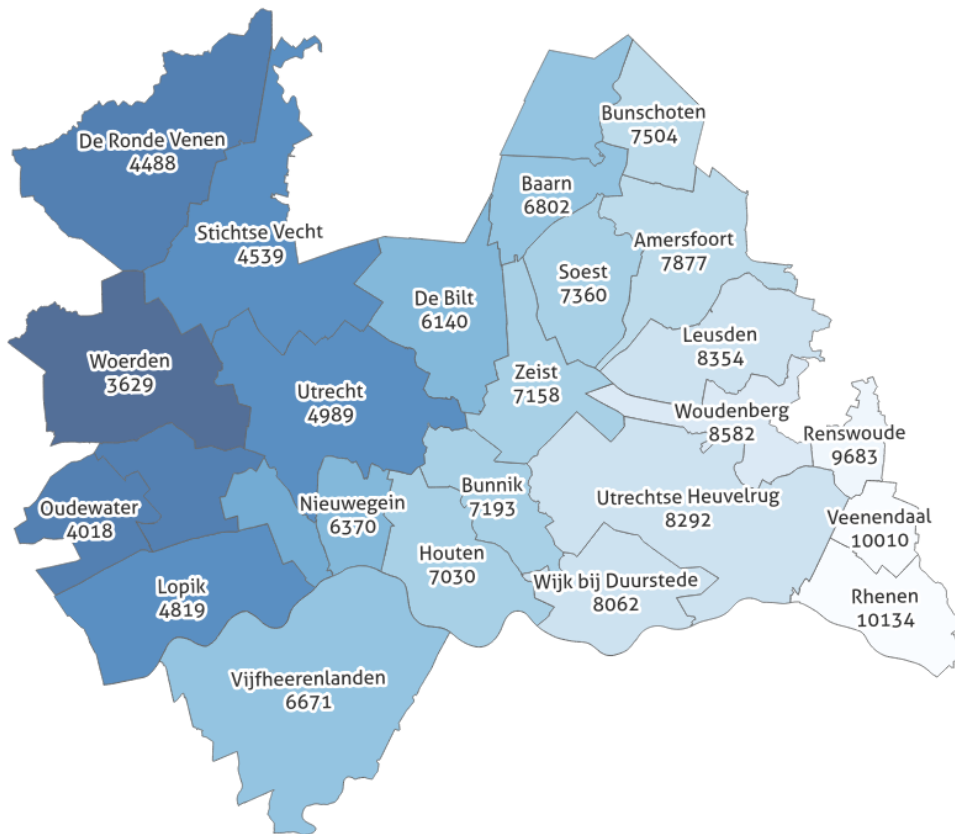 Bunschoten
7504
De Ronde Venen
4488
Baarn
6802
Stichtse Vecht
4539
Amersfoort
7877
Soest
7360
De Bilt
6140
Leusden
8354
Woerden
3629
Zeist
7158
Utrecht
4989
Woudenberg
8582
Renswoude
9683
Bunnik
7193
Utrechtse Heuvelrug
8292
Nieuwegein
6370
Oudewater
4018
Veenendaal
10010
Houten
7030
Wijk bij Duurstede
8062
Lopik
4819
Rhenen
10134
Vijfheerenlanden
6671